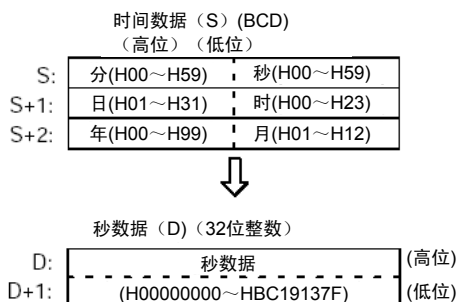 时间数据（S）(BCD)
（高位）（低位）
S: 分(H00～H59) 秒(H00～H59)
S+1: 日(H01～H31) 时(H00～H23)
S+2: 年(H00～H99) 月(H01～H12)
秒数据（D)（32位整数）
D: 秒数据 (高位)
D+1: (H00000000～HBC19137F) (低位)